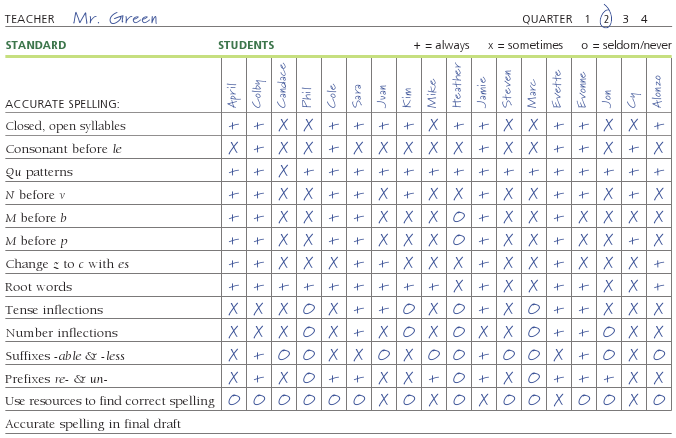 TEACHER Mr. Green QUARTER 1 2 3 4
STANDARD STUDENTS + = always x = sometimes o = seldom/never
ACCURATE SPELLING: April Colby Candace Phil Cole Sara Juan Kim Mike Heather Jamie Steven Marc Evette Evonne Jon Cy Alonzo
Closed, open syllables + + X X + + + + X + + X X + + X X +
Consonant before le X + X X + X X X X X + X X + + X + X
Qu patterns + + X + + + + + + + + + + + + + + +
N before v + + X X + + X + X X + X X + + X + X
M before b + + X X + + X X X O + X X + X X X X
M before p + + X X + + X X X O + X X + X X + X
Change z to c with es + + X X X + + X X X + X X + X X X +
Root words + + X + + + + + + X + X X + + X X +
Tense inflections X X X O X + + O X O + X O + + X X X
Number inflections X X X O X + X O X O X X O + + O X X
Suffixes -able & -less X + O O X X O X O O + O O X + O X O
Prefixes re- & un- X + X O + + X X + O + X O + + + X X
Use resources to find correct spelling O O O O O O X O X O X O O X O O X O
Accurate spelling in final draft